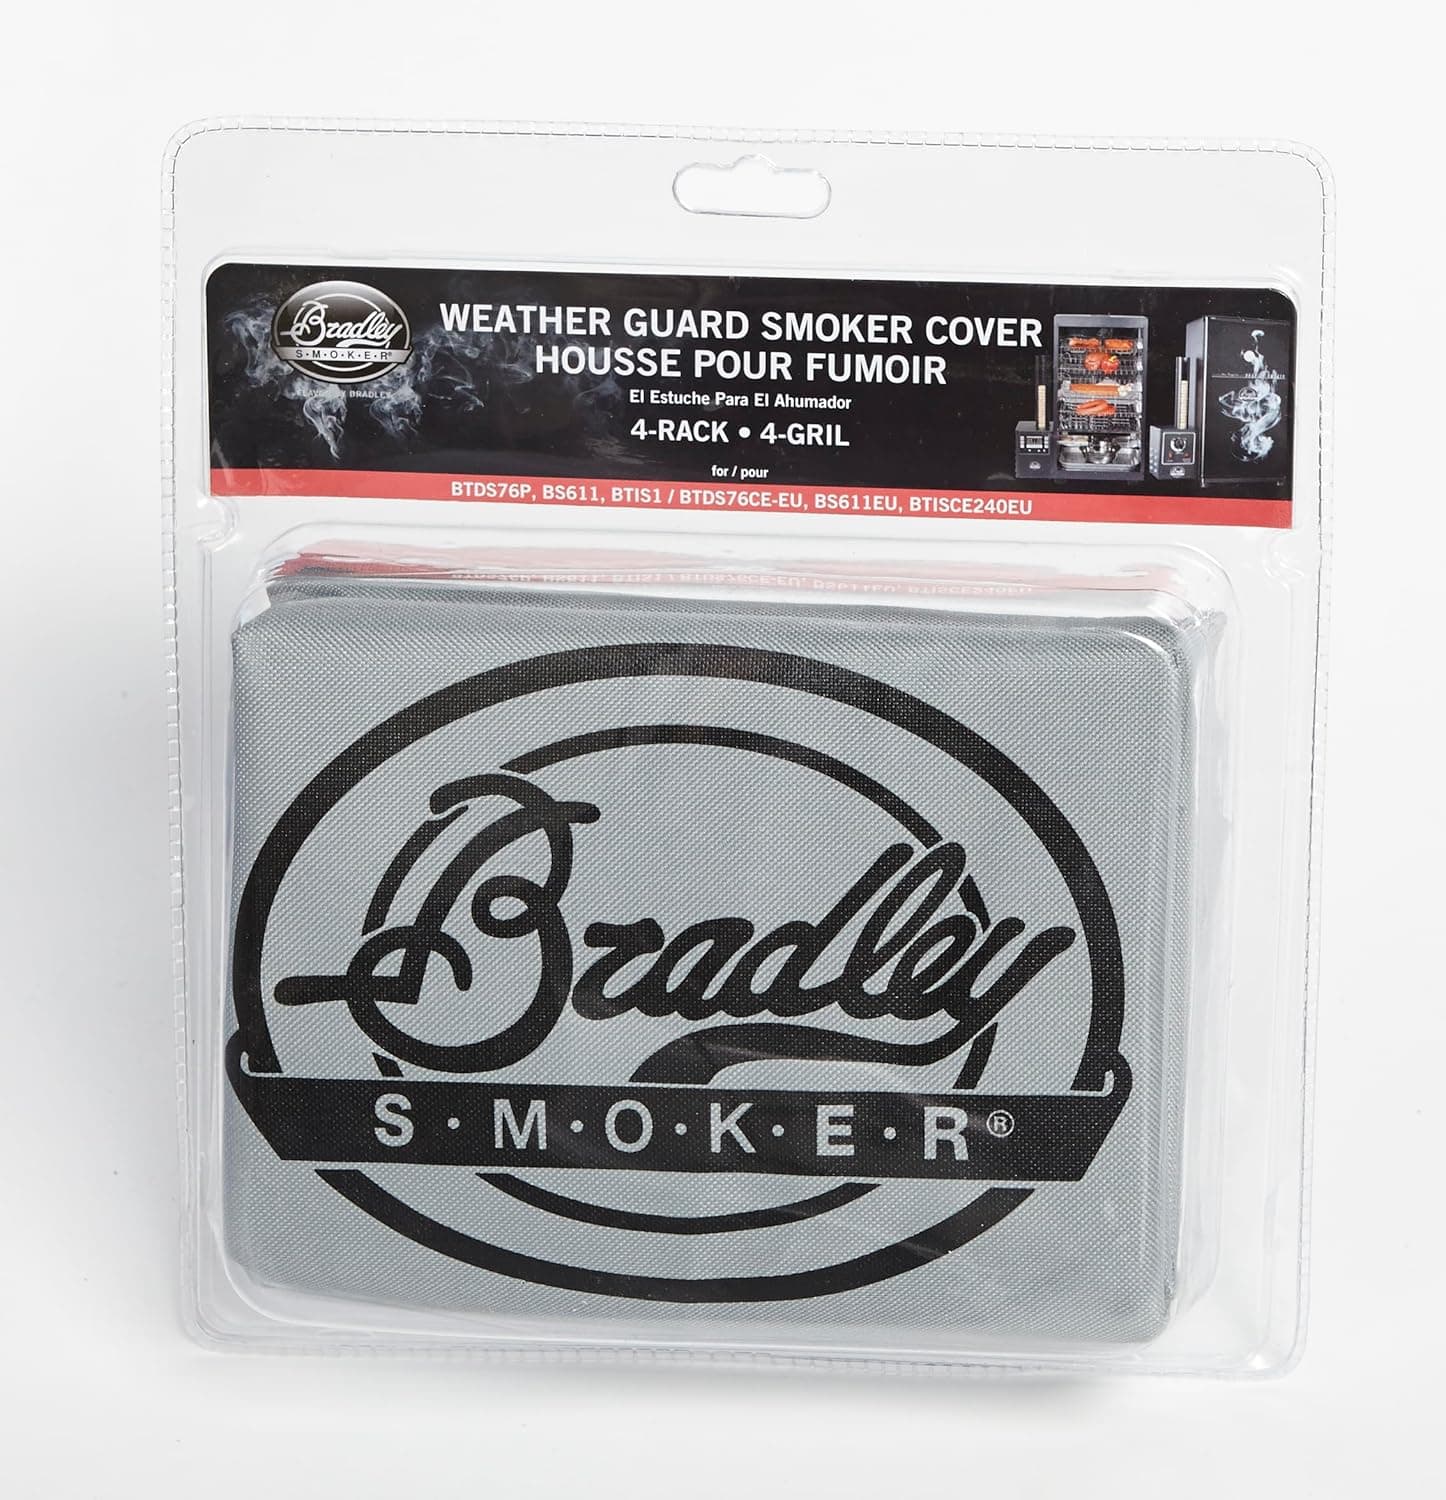 Bradley
S·M·O·K·E·R®
WEATHER GUARD SMOKER COVER
HOUSSE POUR FUMOIR
El Estuche Para El Ahumador
4-RACK • 4-GRIL
for / pour
BTDS76P, BS611, BTIS1 / BTDS76CE-EU, BS611EU, BTISCE240EU
Bradley
S·M·O·K·E·R®